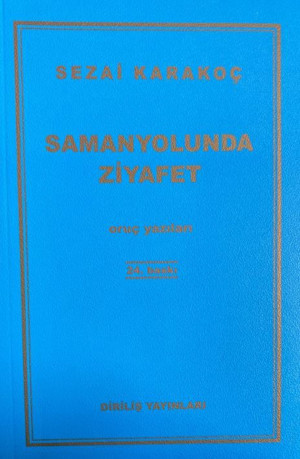 SEZAİ KARAKOÇ
SAMANYOLUNDA
ZİYAFET
oruç yazıları
24. baskı
DİRİLİŞ YAYINLARI